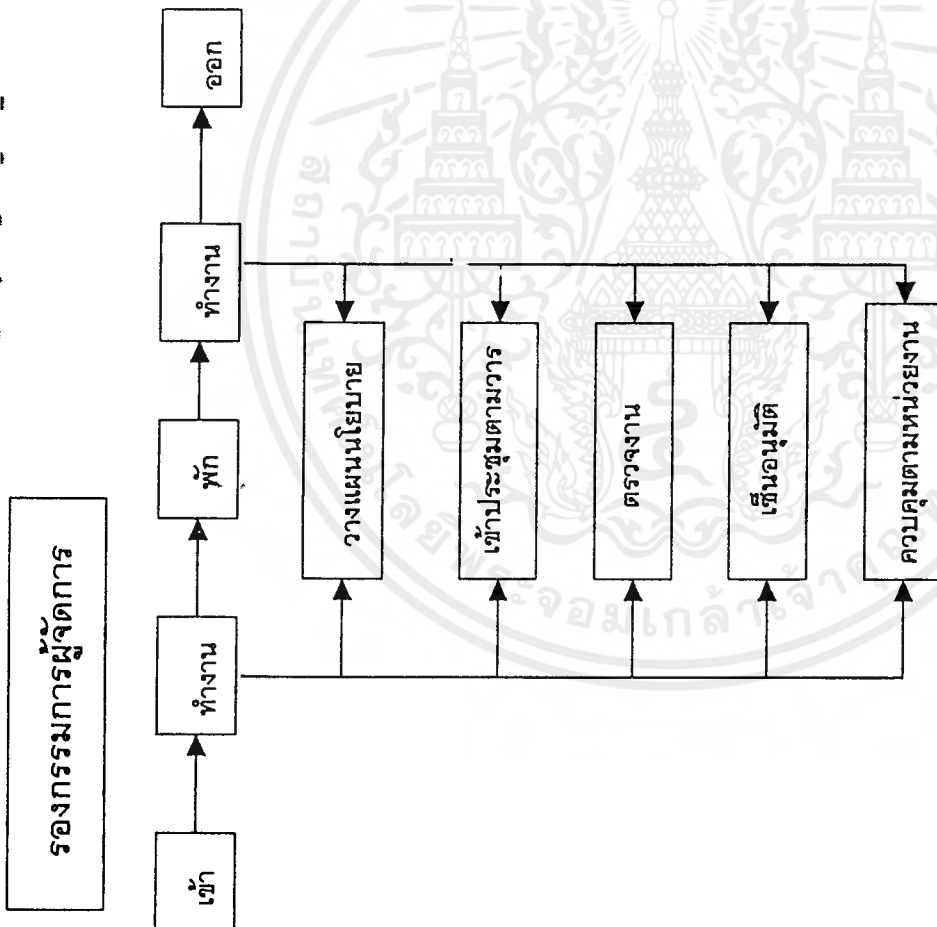 รองกรรมการผู้จัดการ
เข้า
ทำงาน
พัก
ทำงาน
ออก
วางแผนนโยบาย
เข้าประชุมตามวาร
ตรวจงาน
เซ็นอนุมัติ
ควบคุมตามหน่วยงาน